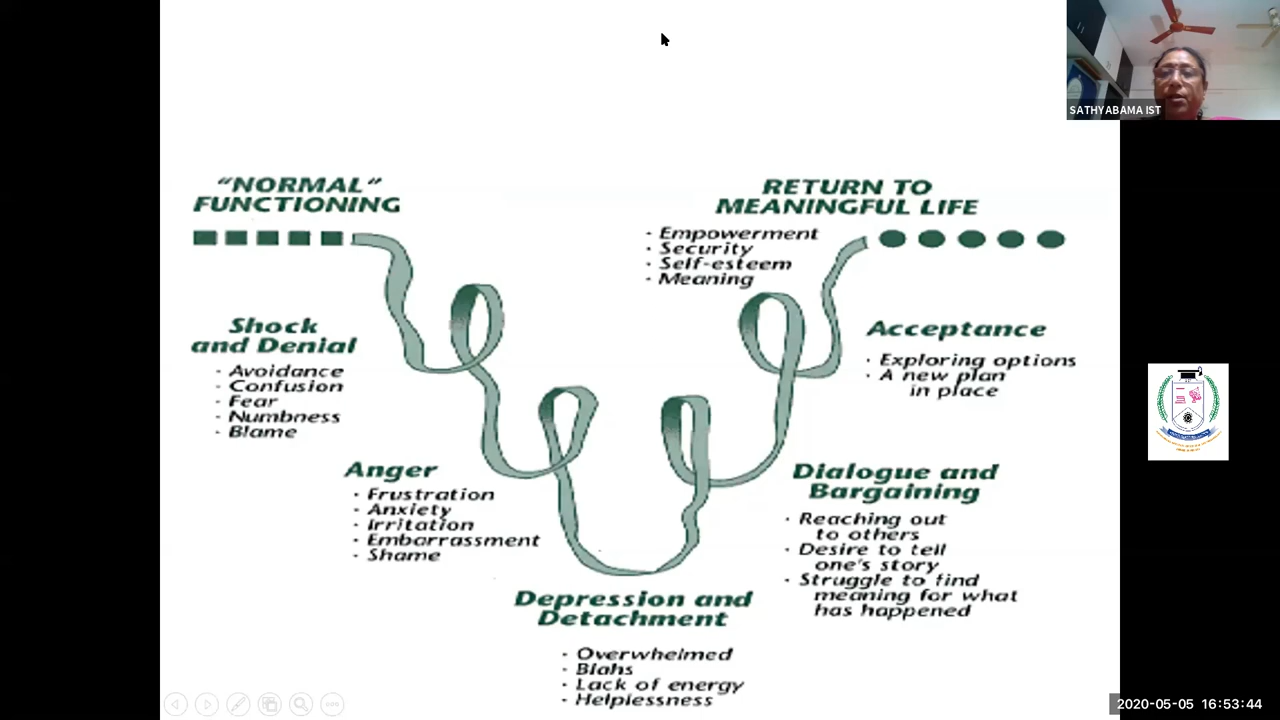 SATHYABAMA IST
“NORMAL”
FUNCTIONING
RETURN TO
MEANINGFUL LIFE
· Empowerment
· Security
· Self-esteem
· Meaning
Shock
and Denial
· Avoidance
· Confusion
· Fear
· Numbness
· Blame
Acceptance
· Exploring options
· A new plan
in place
Anger
· Frustration
· Anxiety
· Irritation
· Embarrassment
· Shame
Dialogue and
Bargaining
· Reaching out
to others
· Desire to tell
one's story
· Struggle to find
meaning for what
has happened
Depression and
Detachment
· Overwhelmed
· Blahs
· Lack of energy
· Helplessness
2020-05-05 16:53:44